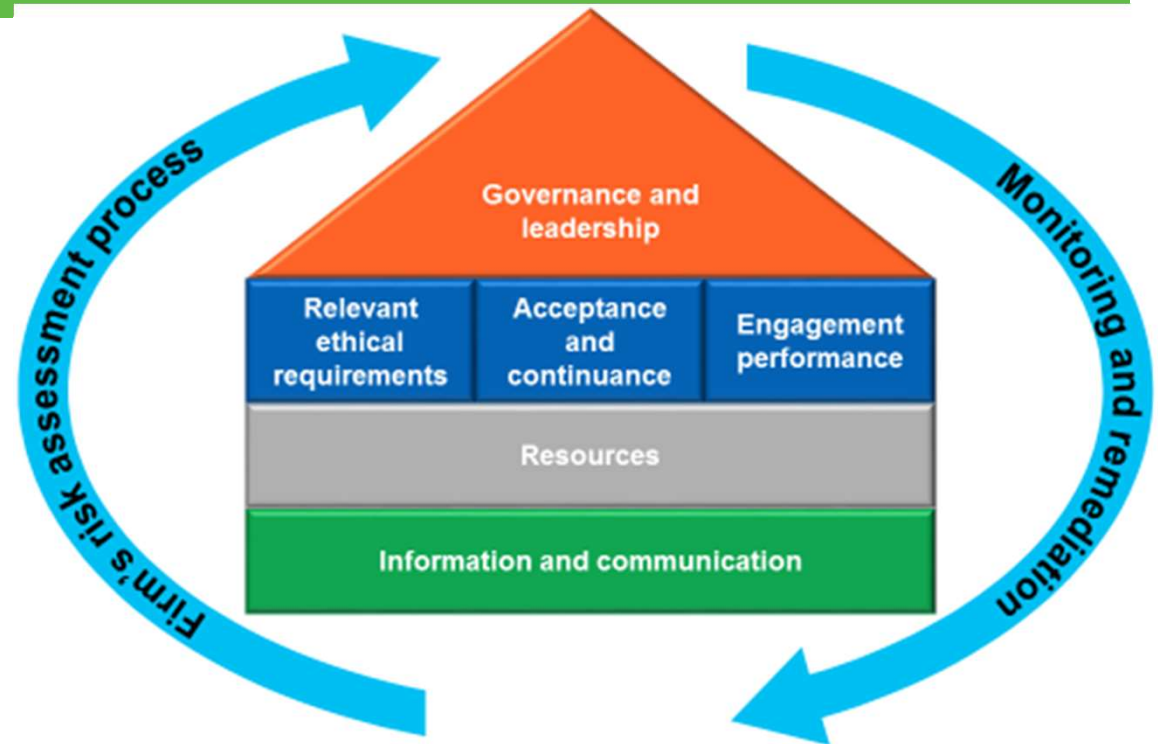 Governance and
leadership
Relevant
ethical
requirements
Acceptance
and
continuance
Engagement
performance
Resources
Information and communication
Firm's risk assessment process
Monitoring and remediation